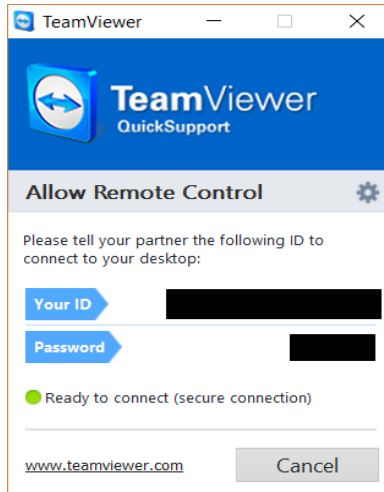 TeamViewer
TeamViewer
QuickSupport
Allow Remote Control
Please tell your partner the following ID to
connect to your desktop:
Your ID
Password
Ready to connect (secure connection)
www.teamviewer.com
Cancel